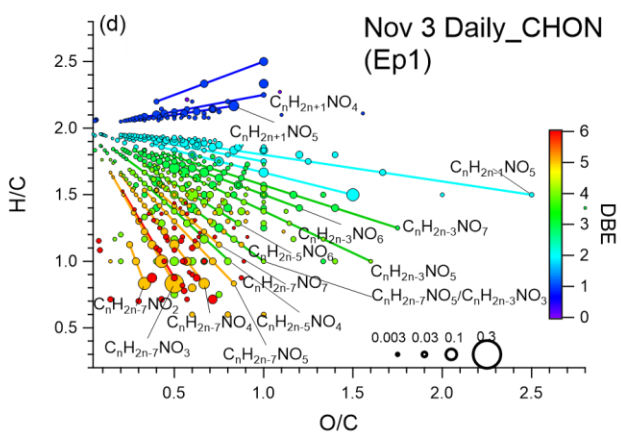 (d)
Nov 3 Daily_CHON
(Ep1)
2.5
2.0
1.5
1.0
0.5
H/C
CnH2n+1NO4
CnH2n+1NO5
CnH2n-1NO5
CnH2n-3NO7
CnH2n-3NO6
CnH2n-5NO6
CnH2n-3NO5
CnH2n-7NO7
CnH2n-7NO5/CnH2n-3NO3
CnH2n-7NO2
CnH2n-7NO4
CnH2n-5NO4
CnH2n-7NO3
CnH2n-7NO5
6
5
4
3
2
1
0
DBE
0.003 0.03 0.1 0.3
0.5 1.0 1.5 2.0 2.5
O/C